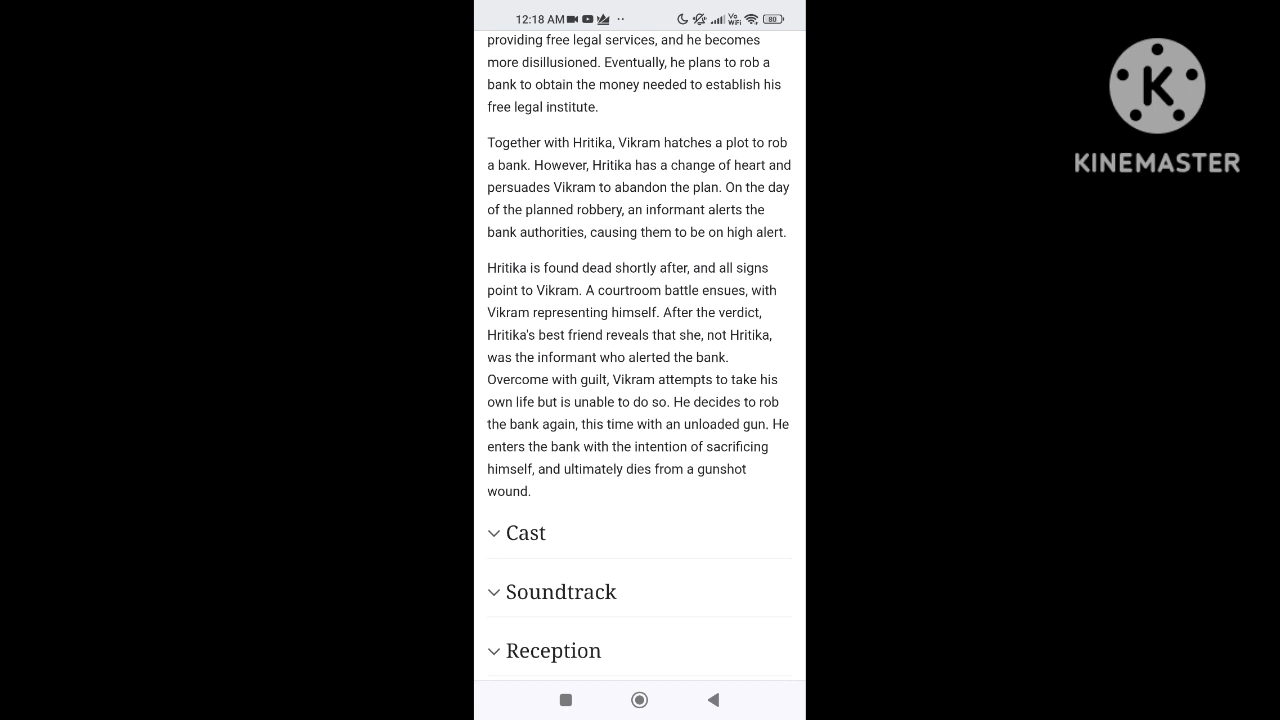 12:18 AM
Vo
WiFi
80
providing free legal services, and he becomes
more disillusioned. Eventually, he plans to rob a
bank to obtain the money needed to establish his
free legal institute.
Together with Hritika, Vikram hatches a plot to rob
a bank. However, Hritika has a change of heart and
persuades Vikram to abandon the plan. On the day
of the planned robbery, an informant alerts the
bank authorities, causing them to be on high alert.
Hritika is found dead shortly after, and all signs
point to Vikram. A courtroom battle ensues, with
Vikram representing himself. After the verdict,
Hritika's best friend reveals that she, not Hritika,
was the informant who alerted the bank.
Overcome with guilt, Vikram attempts to take his
own life but is unable to do so. He decides to rob
the bank again, this time with an unloaded gun. He
enters the bank with the intention of sacrificing
himself, and ultimately dies from a gunshot
wound.
Cast
Soundtrack
Reception
K
KINEMASTER